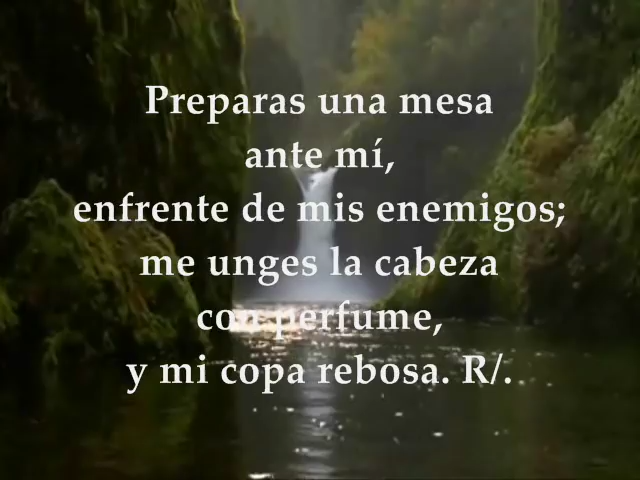 Preparas una mesa
ante mí,
enfrente de mis enemigos;
me unges la cabeza
con perfume,
y mi copa rebosa. R/.